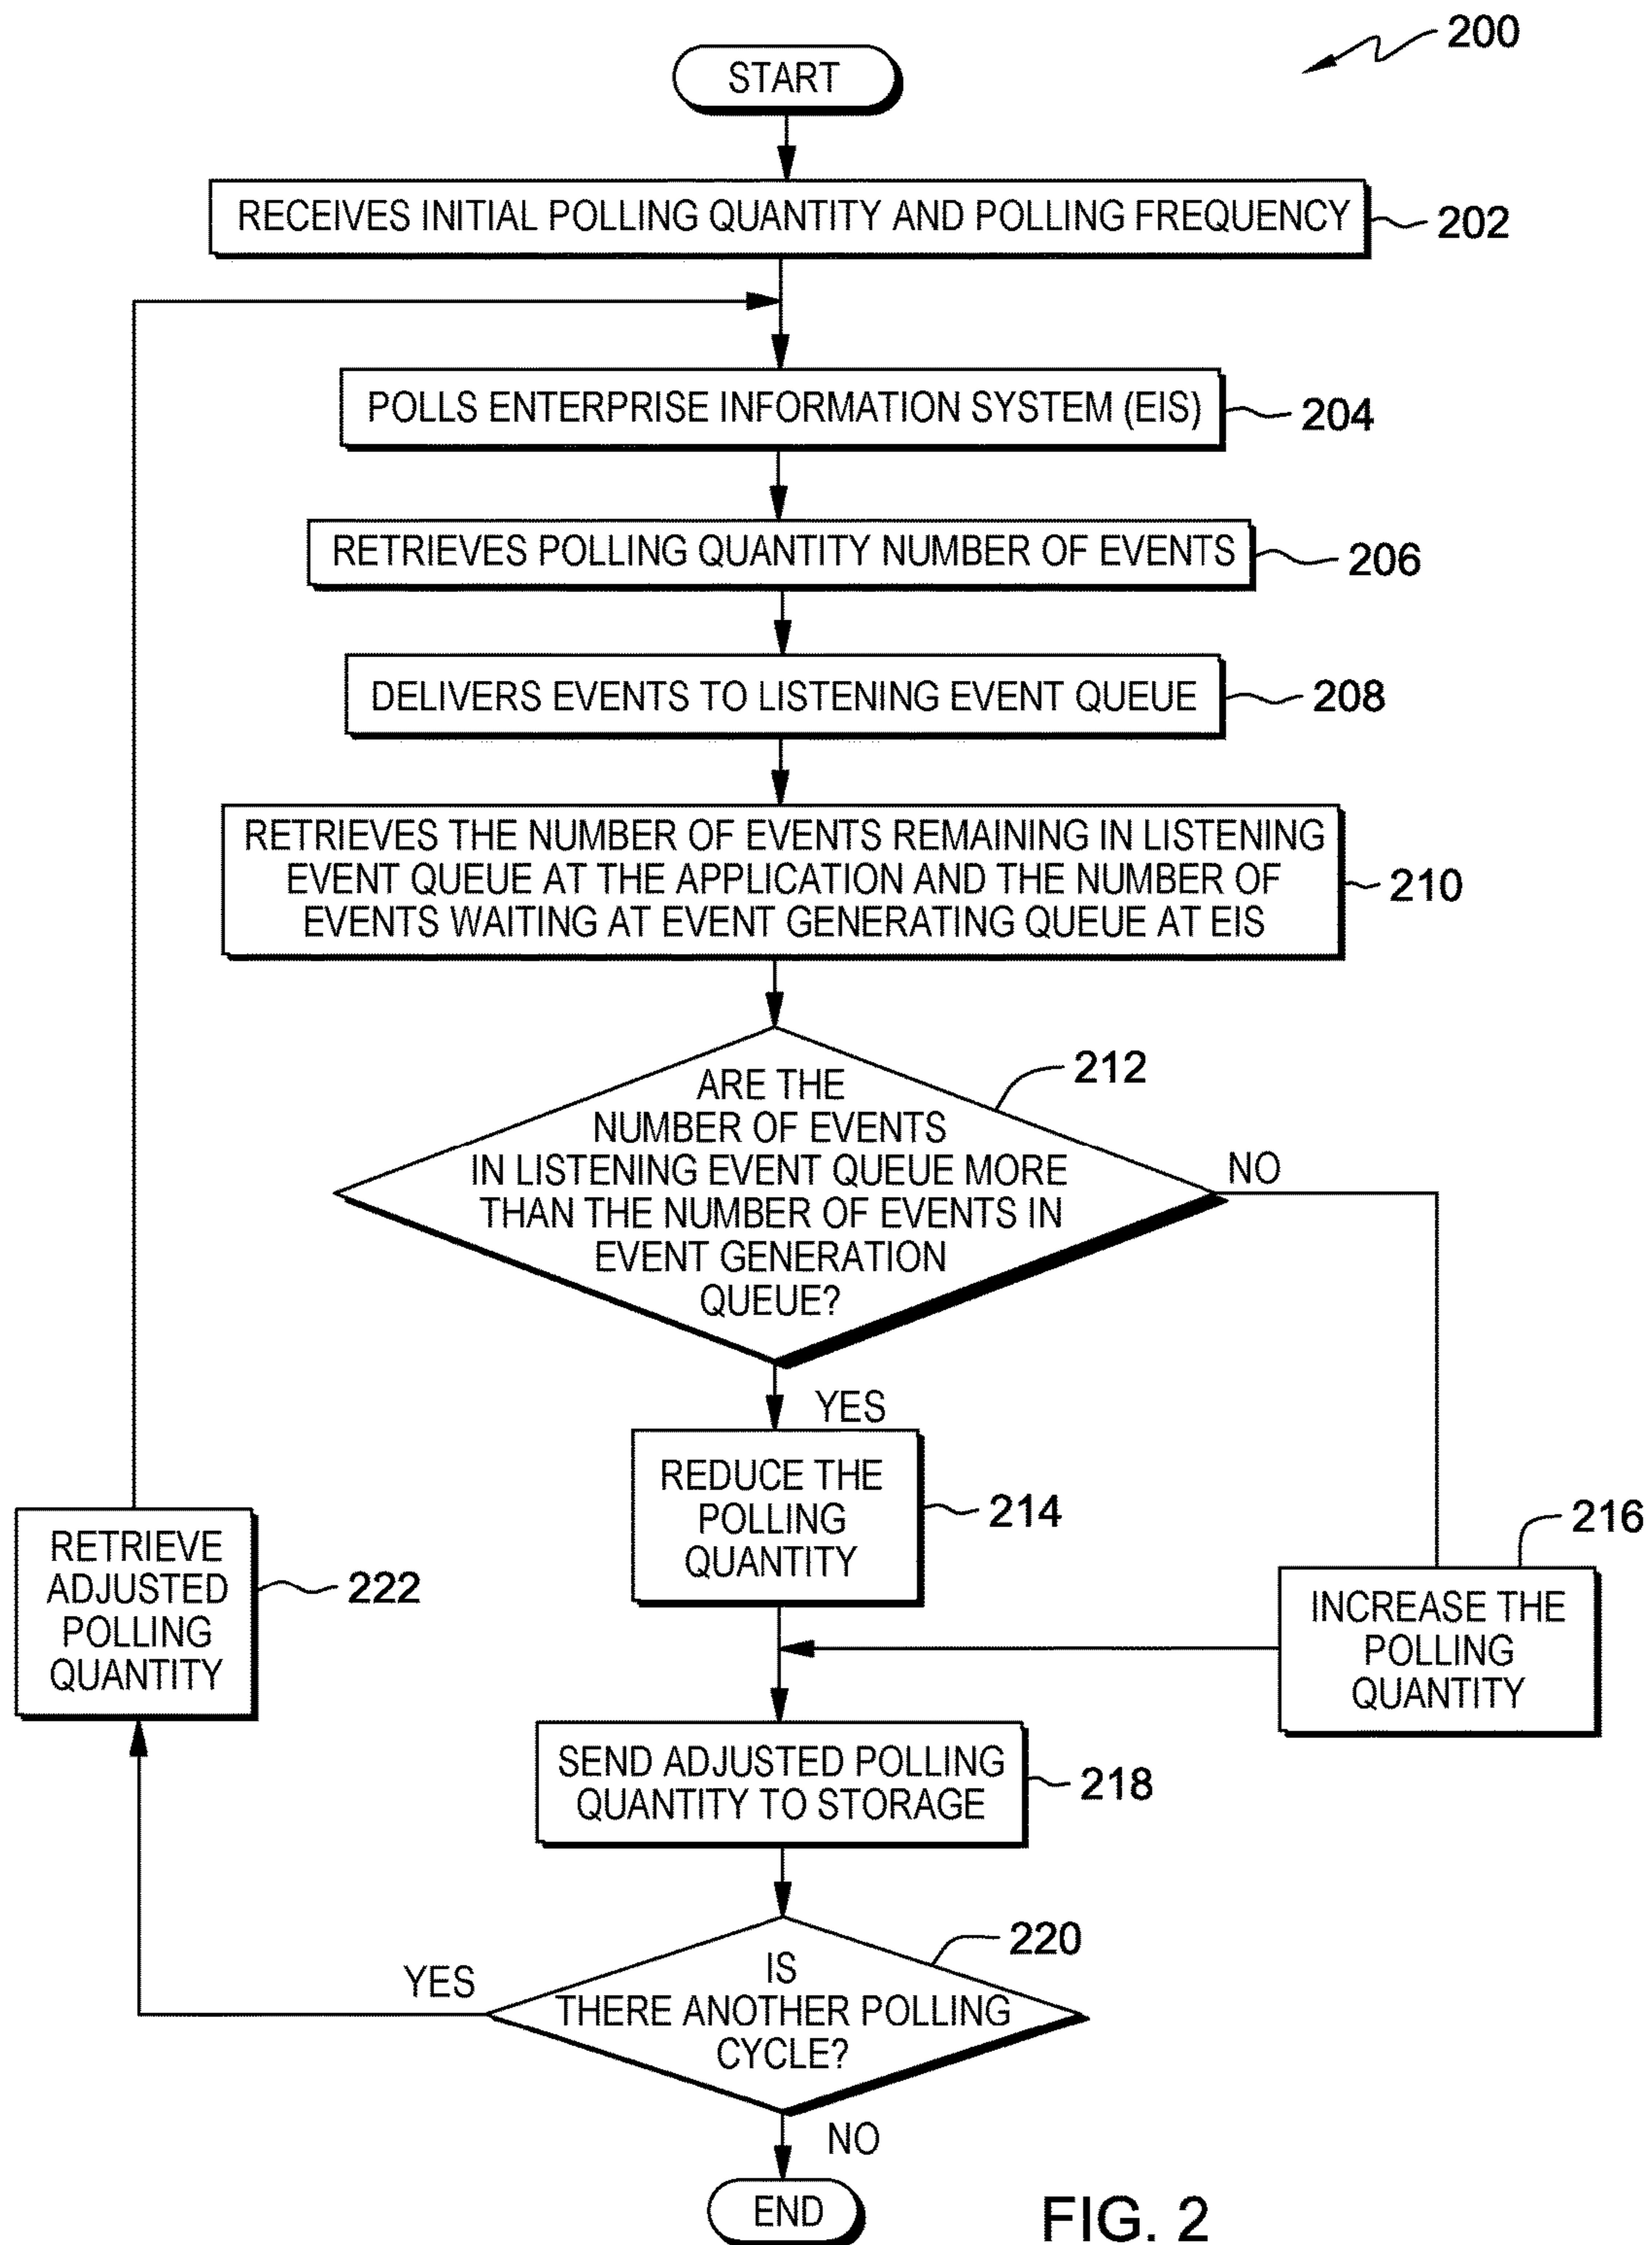 200
START
RECEIVES INITIAL POLLING QUANTITY AND POLLING FREQUENCY
202
POLLS ENTERPRISE INFORMATION SYSTEM (EIS)
204
RETRIEVES POLLING QUANTITY NUMBER OF EVENTS
206
DELIVERS EVENTS TO LISTENING EVENT QUEUE
208
RETRIEVES THE NUMBER OF EVENTS REMAINING IN LISTENING
EVENT QUEUE AT THE APPLICATION AND THE NUMBER OF
EVENTS WAITING AT EVENT GENERATING QUEUE AT EIS
210
ARE THE
NUMBER OF EVENTS
IN LISTENING EVENT QUEUE MORE
THAN THE NUMBER OF EVENTS IN
EVENT GENERATION
QUEUE?
212
NO
YES
REDUCE THE
POLLING
QUANTITY
214
INCREASE THE
POLLING
QUANTITY
216
RETRIEVE
ADJUSTED
POLLING
QUANTITY
222
SEND ADJUSTED POLLING
QUANTITY TO STORAGE
218
IS
THERE ANOTHER POLLING
CYCLE?
220
YES
NO
END
FIG. 2